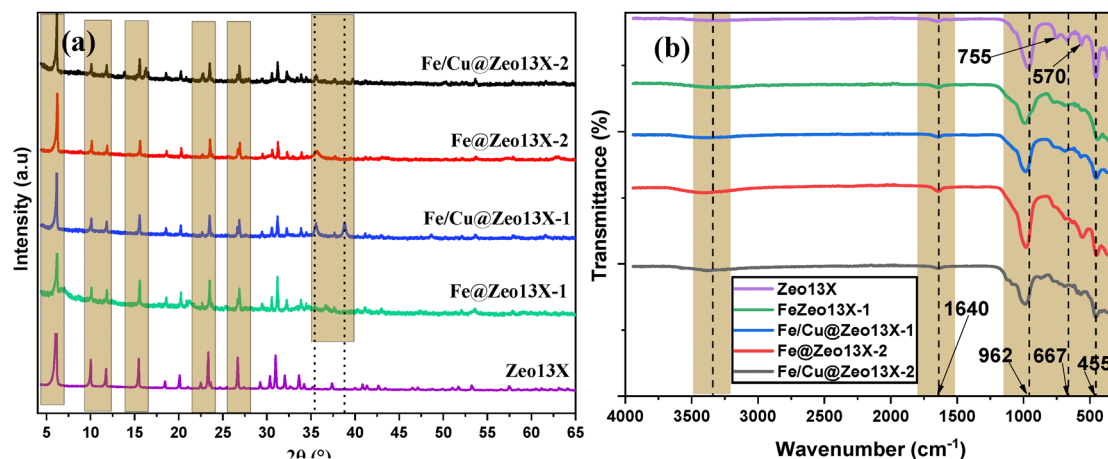 (a)
Fe/Cu@Zeo13X-2
Fe@Zeo13X-2
Fe/Cu@Zeo13X-1
Fe@Zeo13X-1
Zeo13X
Intensity (a.u)
5 10 15 20 25 30 35 40 45 50 55 60 65
2θ (°)
(b)
755
570
Transmittance (%)
Zeo13X
FeZeo13X-1
Fe/Cu@Zeo13X-1
Fe@Zeo13X-2
Fe/Cu@Zeo13X-2
1640
962
667
455
4000 3500 3000 2500 2000 1500 1000 500
Wavenumber (cm⁻¹)